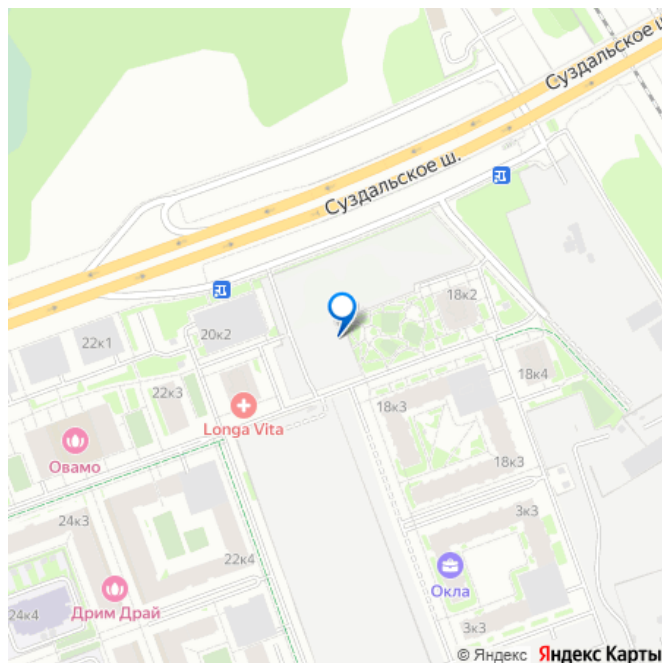 Суздальское ш
Суздальское ш.
18к2
20к2
22к1
18к4
22к3
18к3
Longa Vita
Овамо
18к3
24к3
3к3
22к4
Окла
24к4
Дрим Драй
3к3
© Яндекс Яндекс Карты